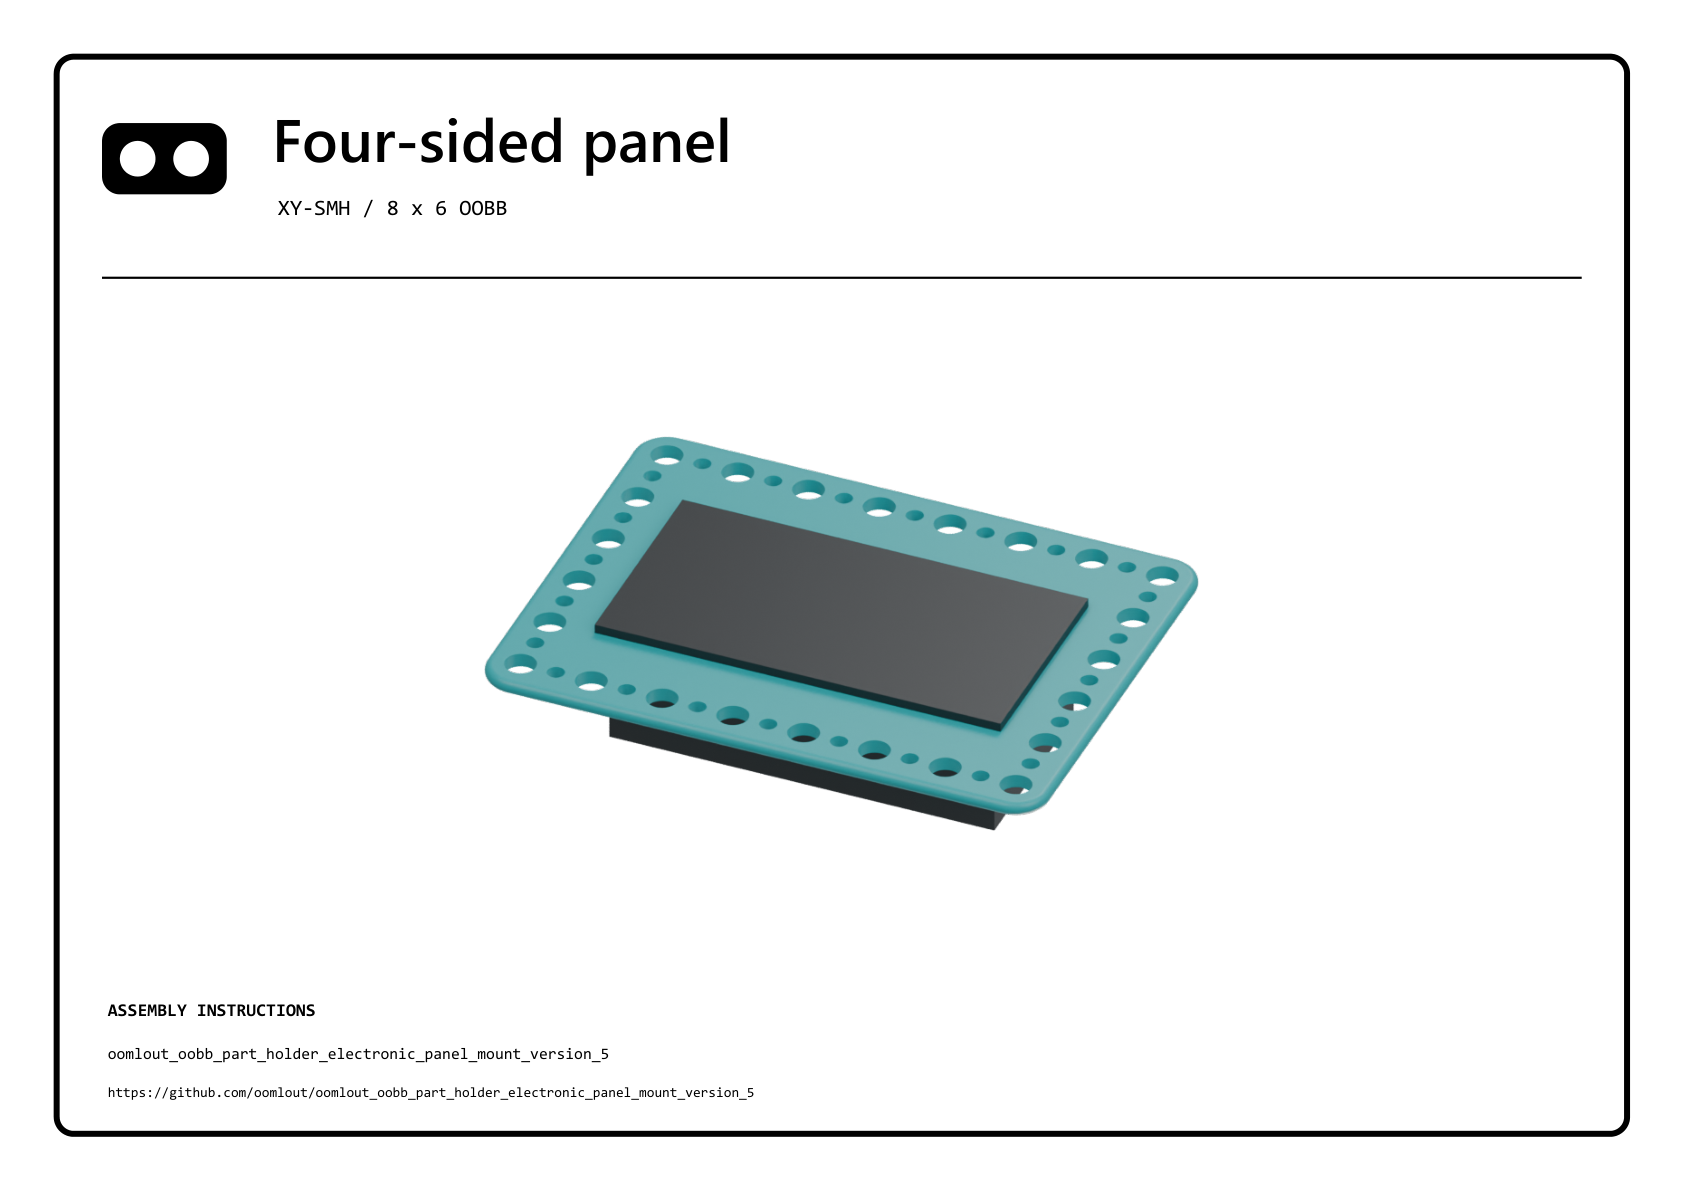 Four-sided panel
XY-SMH / 8 x 6 OOBB
ASSEMBLY INSTRUCTIONS
oomlout_oobb_part_holder_electronic_panel_mount_version_5
https://github.com/oomlout/oomlout_oobb_part_holder_electronic_panel_mount_version_5